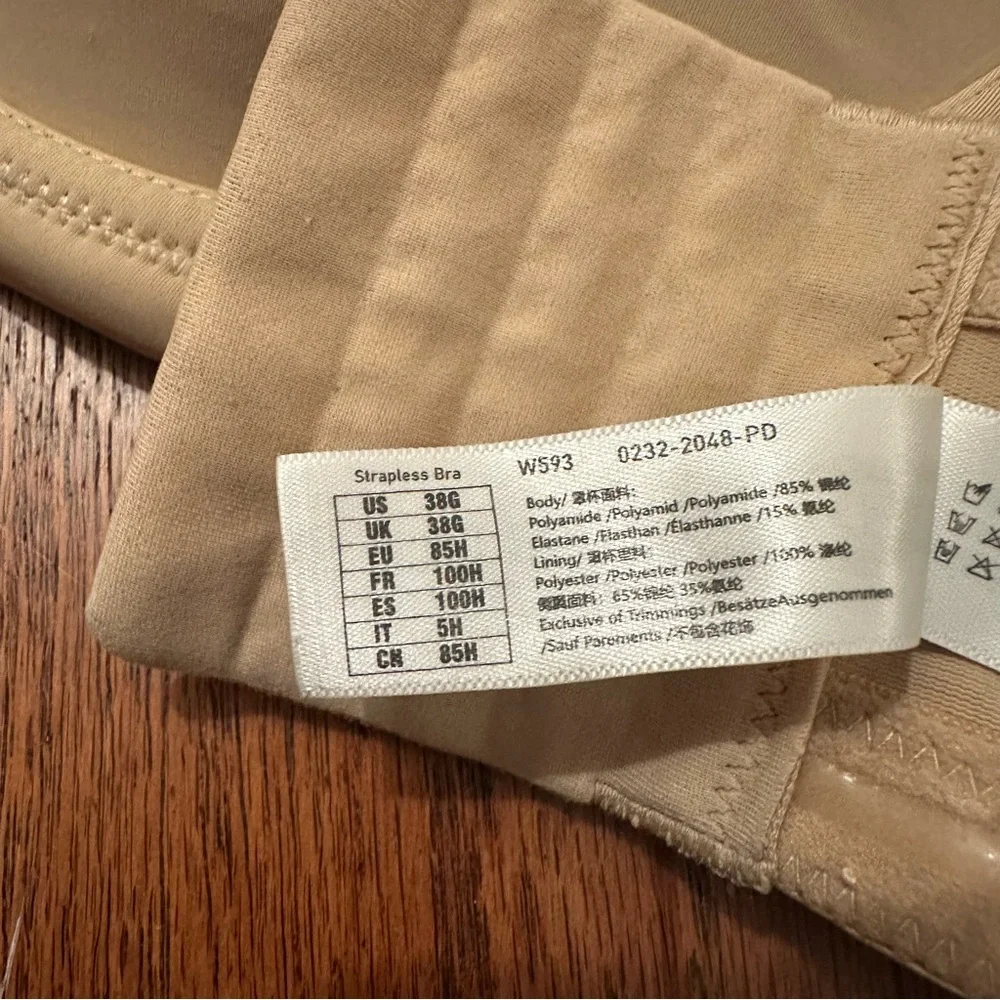 Strapless Bra
US 38G
UK 38G
EU 85H
FR 100H
ES 100H
IT 5H
CN 85H
W593 0232-2048-PD
Body/ 罩杯面料:
Polyamide /Polyamid /Polyamide /85% 锦纶
Elastane /Elasthan /Élasthanne /15% 氨纶
Lining/ 罩杯里料:
Polyester /Polyester /Polyester /100% 涤纶
侧翼面料: 65%锦纶 35%氨纶
Exclusive of Trimmings /BesätzeAusgenommen
/Sauf Parements /不包含花饰